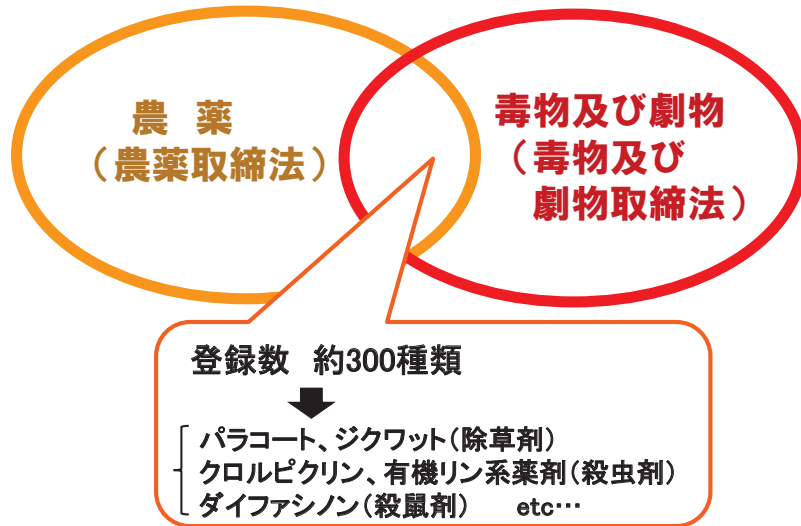 農 薬
（農薬取締法）
毒物及び劇物
（毒物及び
劇物取締法）
登録数 約300種類
パラコート、ジクワット（除草剤）
クロルピクリン、有機リン系薬剤（殺虫剤）
ダイファシノン（殺鼠剤） etc…